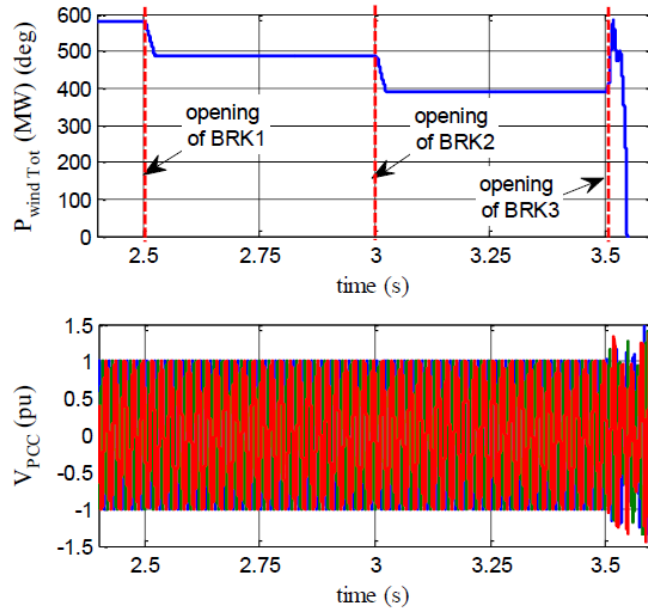 600
500
400
300
200
100
0
P wind Tot (MW) (deg)
opening
of BRK1
opening
of BRK2
opening
of BRK3
2.5
2.75
3
3.25
3.5
time (s)
1.5
1
0.5
0
-0.5
-1
-1.5
VPCC (pu)
2.5
2.75
3
3.25
3.5
time (s)